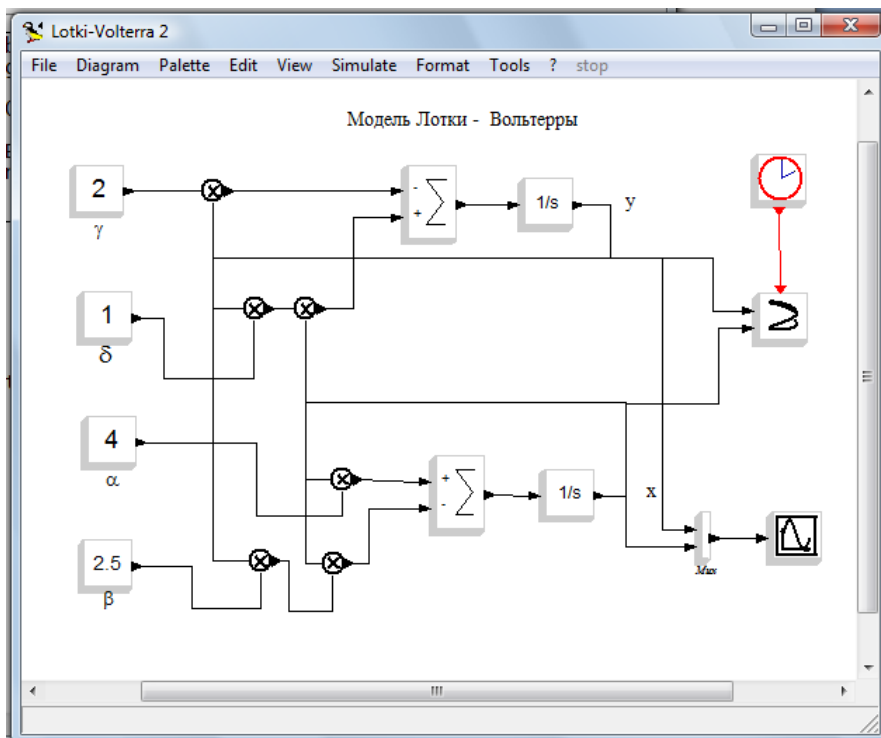 Lotki-Volterra 2
File Diagram Palette Edit View Simulate Format Tools ? stop
Модель Лотки - Вольтерры
2
γ
- +
1/s
y
1
δ
4
α
+ -
1/s
x
2.5
β
Mux